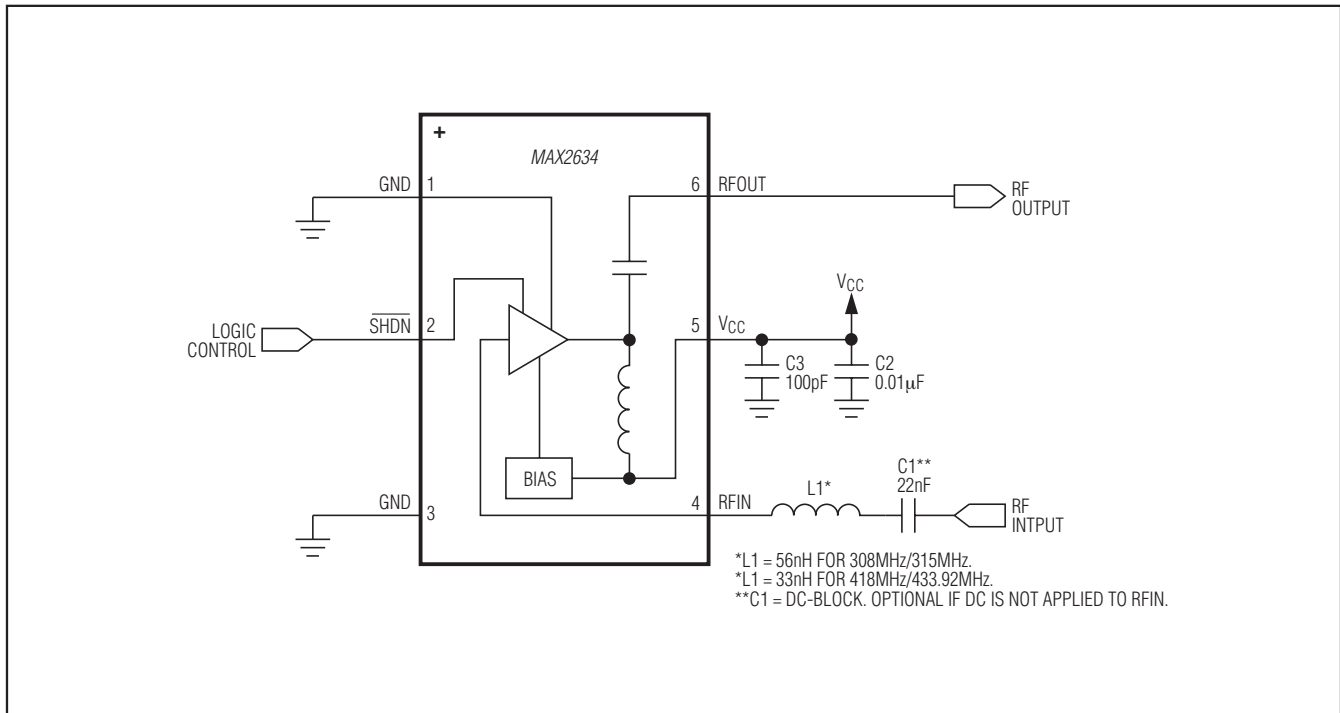 +
MAX2634
GND 1
6 RFOUT
RF
OUTPUT
VCC
LOGIC
CONTROL
SHDN 2
5 VCC
C3
100pF
C2
0.01µF
BIAS
C1**
22nF
L1*
GND
3
4 RFIN
RF
INTPUT
*L1 = 56nH FOR 308MHz/315MHz.
*L1 = 33nH FOR 418MHz/433.92MHz.
**C1 = DC-BLOCK. OPTIONAL IF DC IS NOT APPLIED TO RFIN.